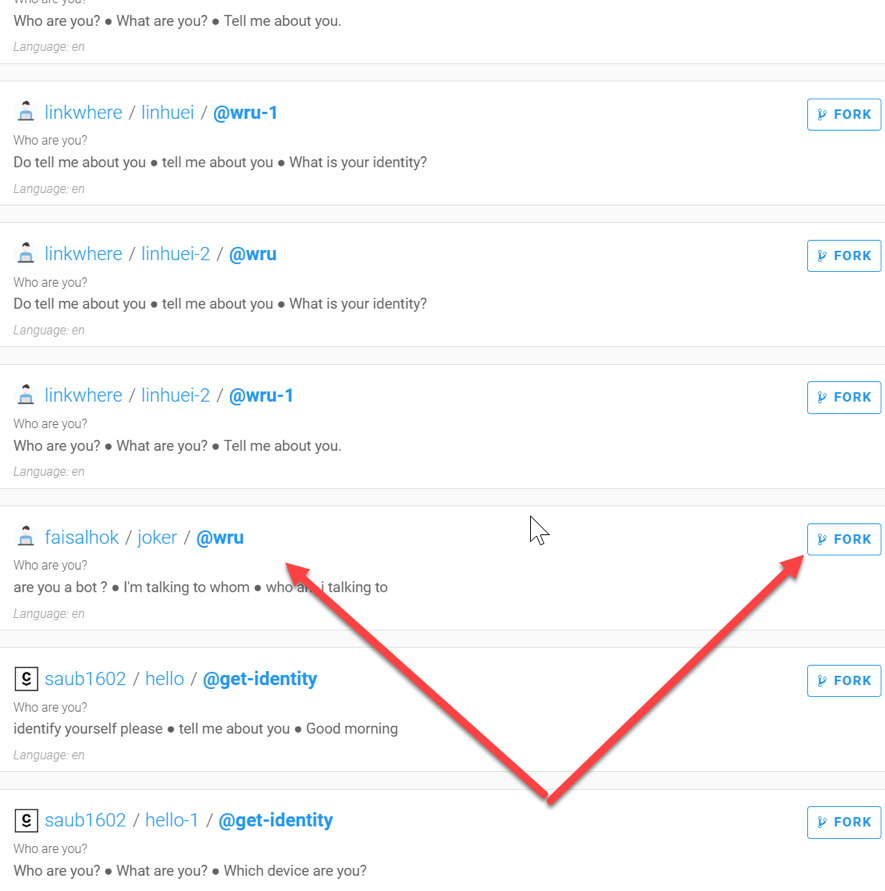 Who are you?
Who are you? ● What are you? ● Tell me about you.
Language: en
linkwhere / linhuei / @wru-1
FORK
Who are you?
Do tell me about you ● tell me about you ● What is your identity?
Language: en
linkwhere / linhuei-2 / @wru
FORK
Who are you?
Do tell me about you ● tell me about you ● What is your identity?
Language: en
linkwhere / linhuei-2 / @wru-1
FORK
Who are you?
Who are you? ● What are you? ● Tell me about you.
Language: en
faisalhok / joker / @wru
FORK
Who are you?
are you a bot ? ● I'm talking to whom ● who am i talking to
Language: en
saub1602 / hello / @get-identity
FORK
Who are you?
identify yourself please ● tell me about you ● Good morning
Language: en
saub1602 / hello-1 / @get-identity
FORK
Who are you?
Who are you? ● What are you? ● Which device are you?